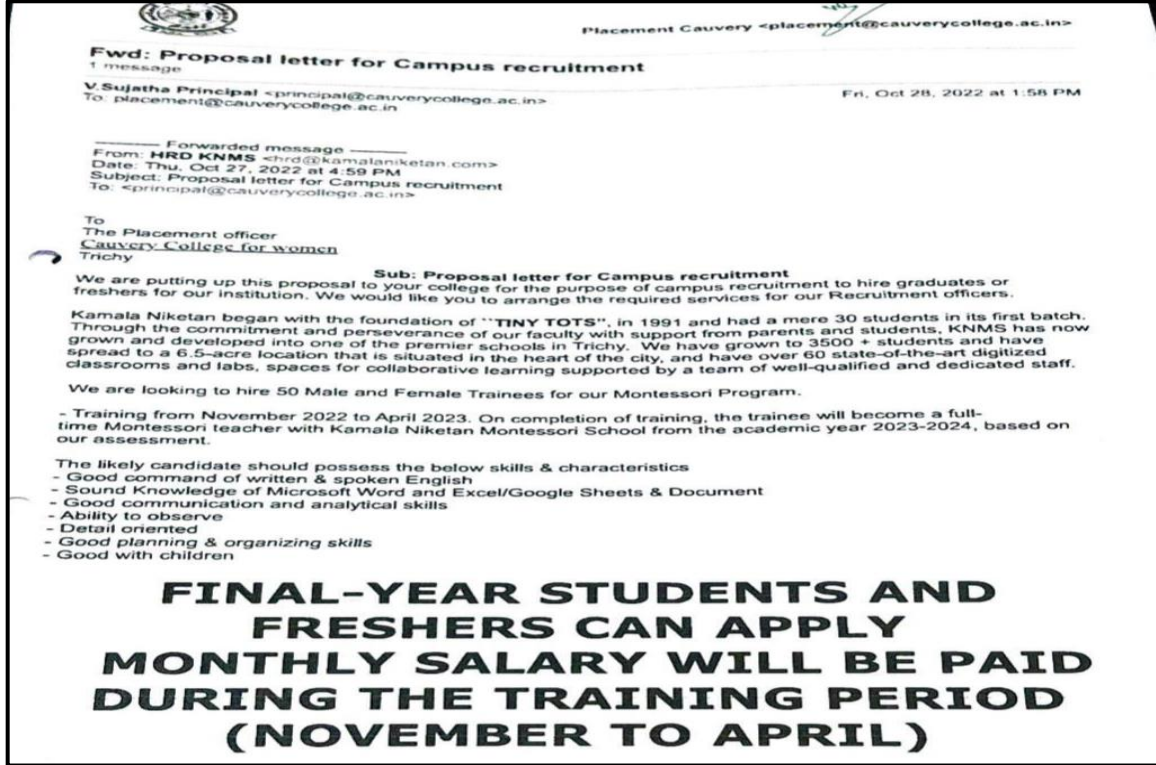 Placement Cauvery <placement@cauverycollege.ac.in>
Fwd: Proposal letter for Campus recruitment
1 message
V.Sujatha Principal <principal@cauverycollege.ac.in>
Fri, Oct 28, 2022 at 1:58 PM
To: placement@cauverycollege.ac.in
---------- Forwarded message ----------
From: HRD KNMS <hrd@kamalaniketan.com>
Date: Thu, Oct 27, 2022 at 4:59 PM
Subject: Proposal letter for Campus recruitment
To: <principal@cauverycollege.ac.in>
To
The Placement officer
Cauvery College for women
Trichy
Sub: Proposal letter for Campus recruitment
We are putting up this proposal to your college for the purpose of campus recruitment to hire graduates or
freshers for our institution. We would like you to arrange the required services for our Recruitment officers.
Kamala Niketan began with the foundation of "TINY TOTS", in 1991 and had a mere 30 students in its first batch.
Through the commitment and perseverance of our faculty with support from parents and students, KNMS has now
grown and developed into one of the premier schools in Trichy. We have grown to 3500 + students and have
spread to a 6.5-acre location that is situated in the heart of the city, and have over 60 state-of-the-art digitized
classrooms and labs, spaces for collaborative learning supported by a team of well-qualified and dedicated staff.
We are looking to hire 50 Male and Female Trainees for our Montessori Program.
- Training from November 2022 to April 2023. On completion of training, the trainee will become a full-
time Montessori teacher with Kamala Niketan Montessori School from the academic year 2023-2024, based on
our assessment.
The likely candidate should possess the below skills & characteristics
- Good command of written & spoken English
- Sound Knowledge of Microsoft Word and Excel/Google Sheets & Document
- Good communication and analytical skills
- Ability to observe
- Detail oriented
- Good planning & organizing skills
- Good with children
FINAL-YEAR STUDENTS AND
FRESHERS CAN APPLY
MONTHLY SALARY WILL BE PAID
DURING THE TRAINING PERIOD
(NOVEMBER TO APRIL)